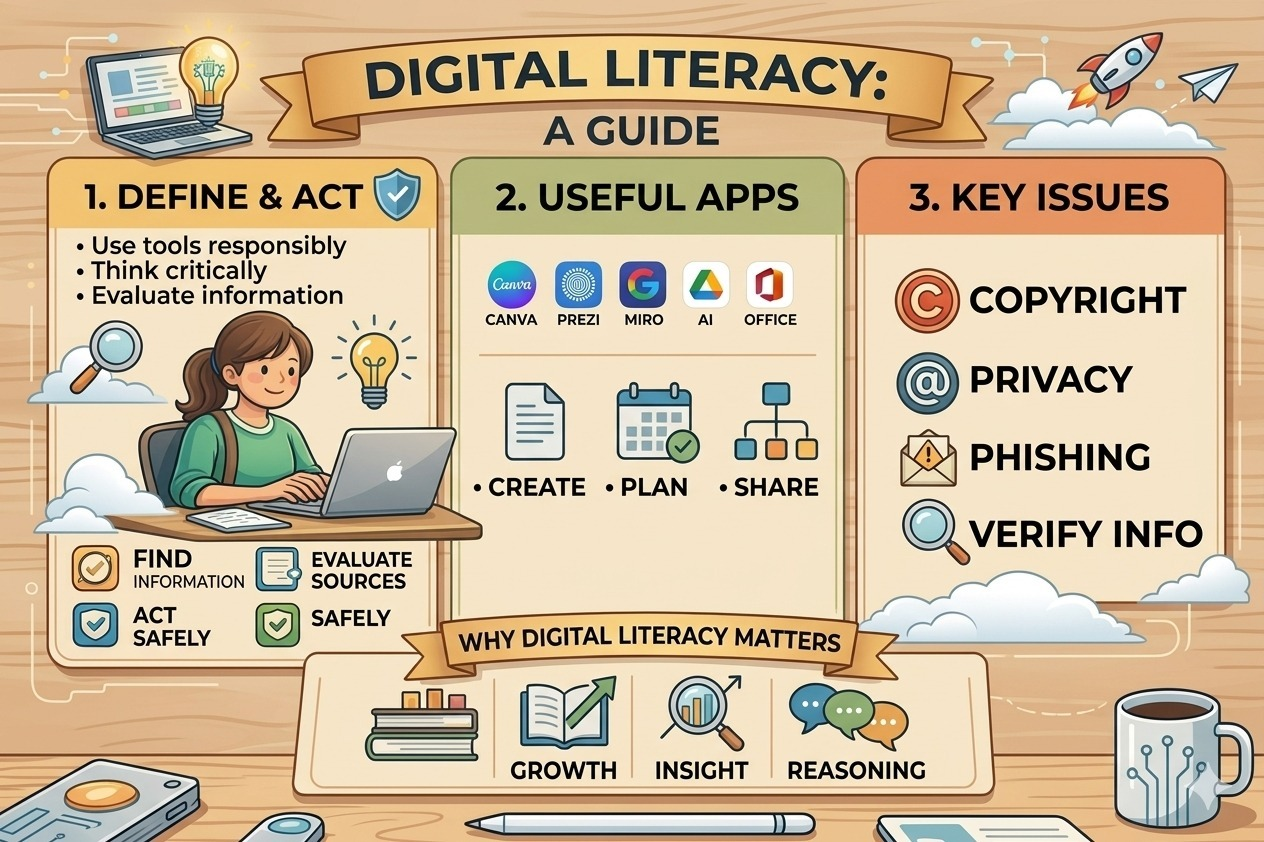 DIGITAL LITERACY:
A GUIDE
1. DEFINE & ACT
• Use tools responsibly
• Think critically
• Evaluate information
FIND
INFORMATION
EVALUATE
SOURCES
ACT
SAFELY
SAFELY
2. USEFUL APPS
Canva
CANVA
PREZI
MIRO
AI
OFFICE
• CREATE
• PLAN
• SHARE
3. KEY ISSUES
COPYRIGHT
PRIVACY
PHISHING
VERIFY INFO
WHY DIGITAL LITERACY MATTERS
GROWTH
INSIGHT
REASONING